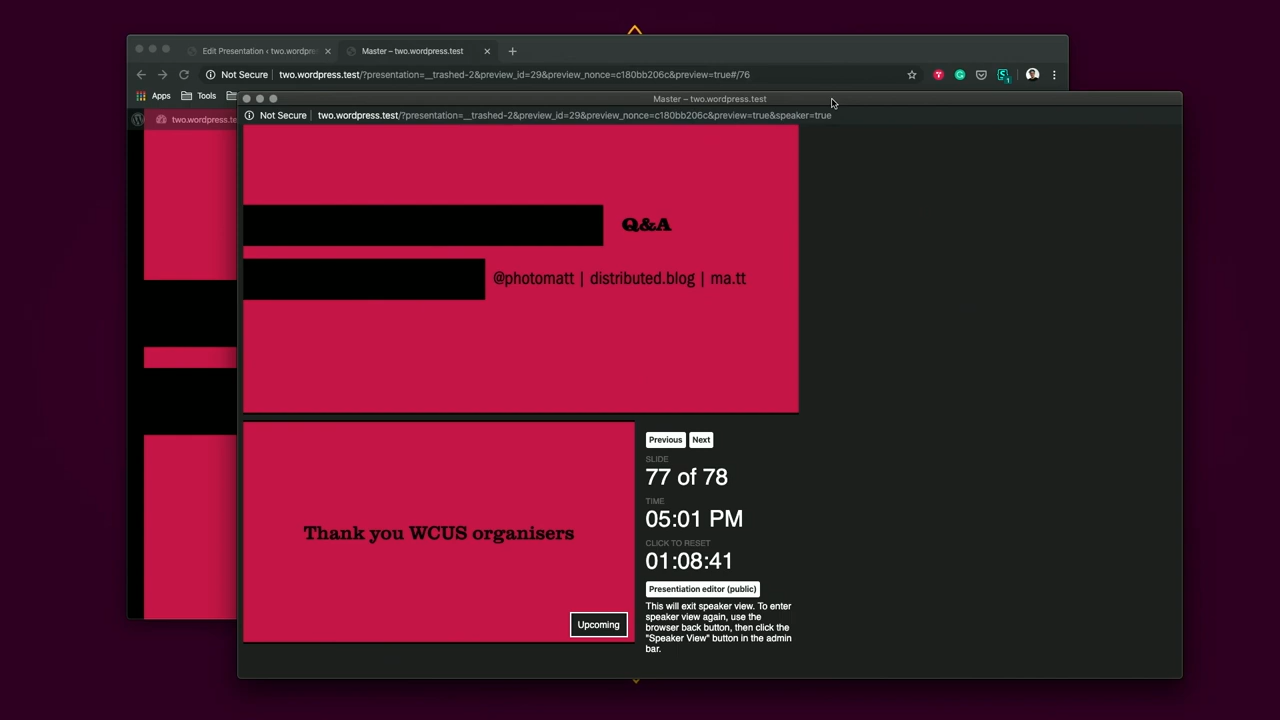 Edit Presentation ‹ two.wordpre
Master – two.wordpress.test
Not Secure
two.wordpress.test/?presentation=__trashed-2&preview_id=29&preview_nonce=c180bb206c&preview=true#/76
Apps
Tools
Master – two.wordpress.test
Not Secure
two.wordpress.test/?presentation=__trashed-2&preview_id=29&preview_nonce=c180bb206c&preview=true&speaker=true
two.wordpress.te
Q&A
@photomatt | distributed.blog | ma.tt
Previous
Next
SLIDE
77 of 78
TIME
05:01 PM
CLICK TO RESET
01:08:41
Thank you WCUS organisers
Upcoming
Presentiation editor (public)
This will exit speaker view. To enter
speaker view again, use the
browser back button, then click the
"Speaker View" button in the admin
bar.